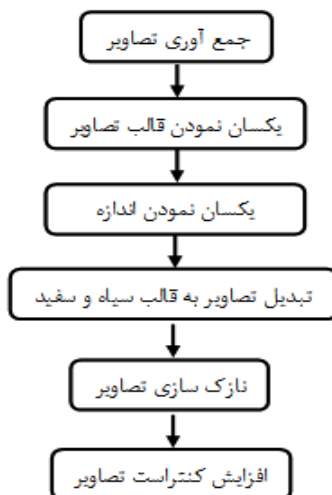 جمع آوری تصاویر
یکسان نمودن قالب تصاویر
یکسان نمودن اندازه
تبدیل تصاویر به قالب سیاه و سفید
نازک سازی تصاویر
افزایش کنتراست تصاویر